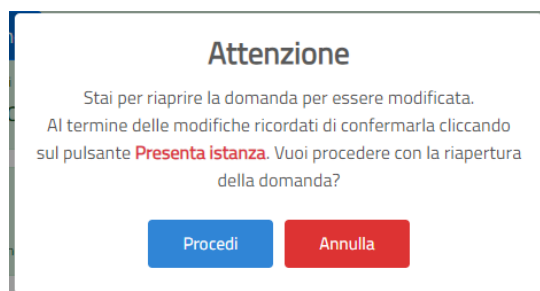 Attenzione
Stai per riaprire la domanda per essere modificata.
Al termine delle modifiche ricordati di confermarla cliccando
sul pulsante Presenta istanza. Vuoi procedere con la riapertura
della domanda?
Procedi
Annulla